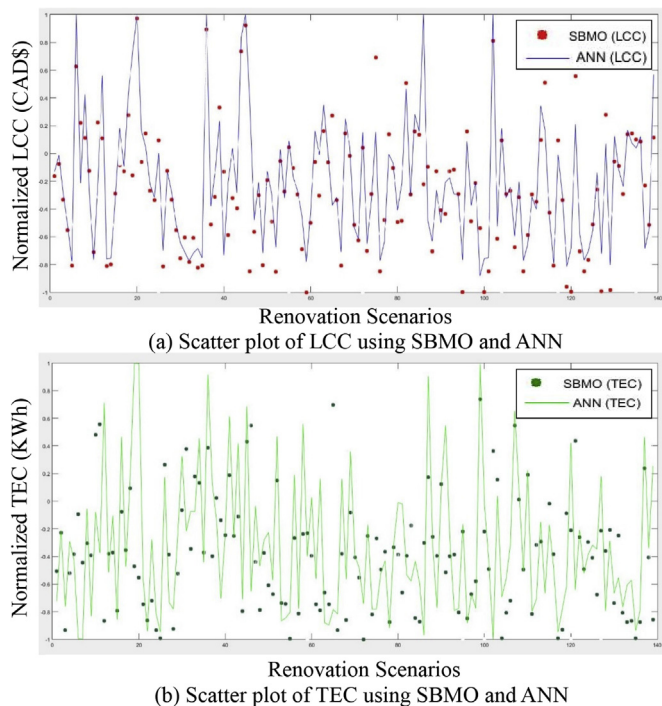 Normalized LCC (CAD$)
SBMO (LCC)
ANN (LCC)
1
0.8
0.6
0.4
0.2
0
-0.2
-0.4
-0.6
-0.8
-1
0 20 40 60 80 100 120 140
Renovation Scenarios
(a) Scatter plot of LCC using SBMO and ANN
Normalized TEC (KWh)
SBMO (TEC)
ANN (TEC)
1
0.8
0.6
0.4
0.2
0
-0.2
-0.4
-0.6
-0.8
-1
0 20 40 60 80 100 120 140
Renovation Scenarios
(b) Scatter plot of TEC using SBMO and ANN